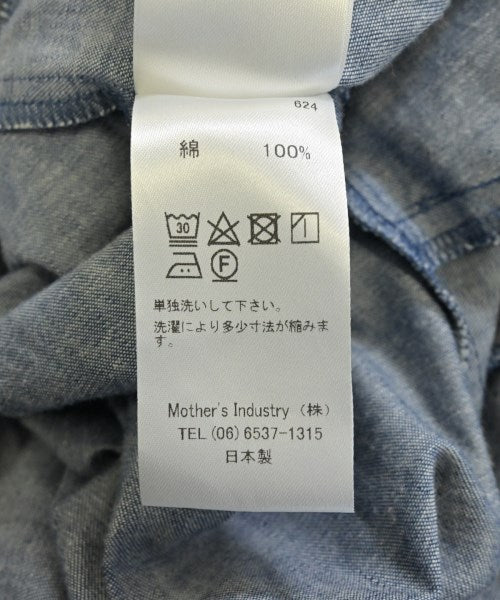 624
綿 100%
30
F
単独洗いして下さい。
洗濯により多少寸法が縮みま
す。
Mother's Industry（株）
TEL(06)6537-1315
日本製